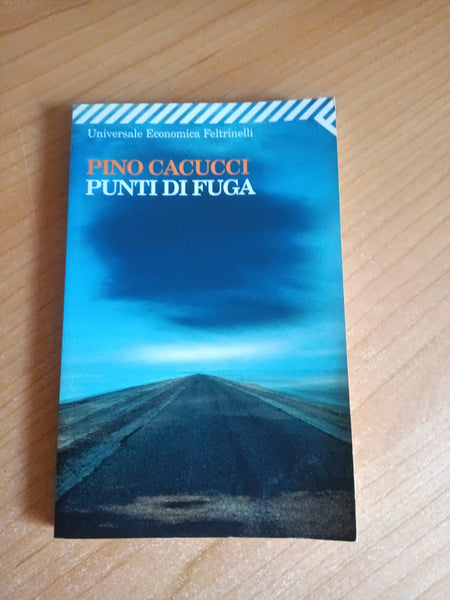 Universale Economica Feltrinelli
PINO CACUCCI
PUNTI DI FUGA